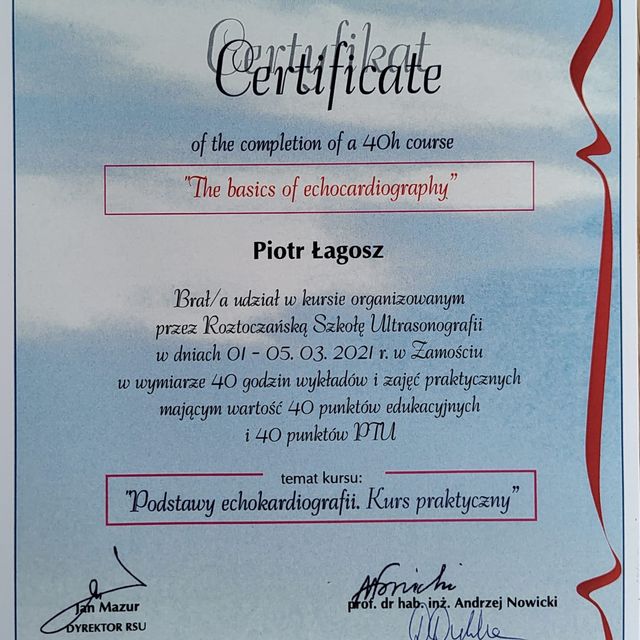 Certyfikat
Certificate
of the completion of a 40h course
"The basics of echocardiography"
Piotr Łagosz
Brał/a udział w kursie organizowanym
przez Roztoczańską Szkołę Ultrasonografii
w dniach 01 - 05. 03. 2021 r. w Zamościu
w wymiarze 40 godzin wykładów i zajęć praktycznych
mającym wartość 40 punktów edukacyjnych
i 40 punktów PTU
temat kursu:
"Podstawy echokardiografii. Kurs praktyczny"
Jan Mazur
DYREKTOR RSU
Nowicki
prof. dr hab. inż. Andrzej Nowicki